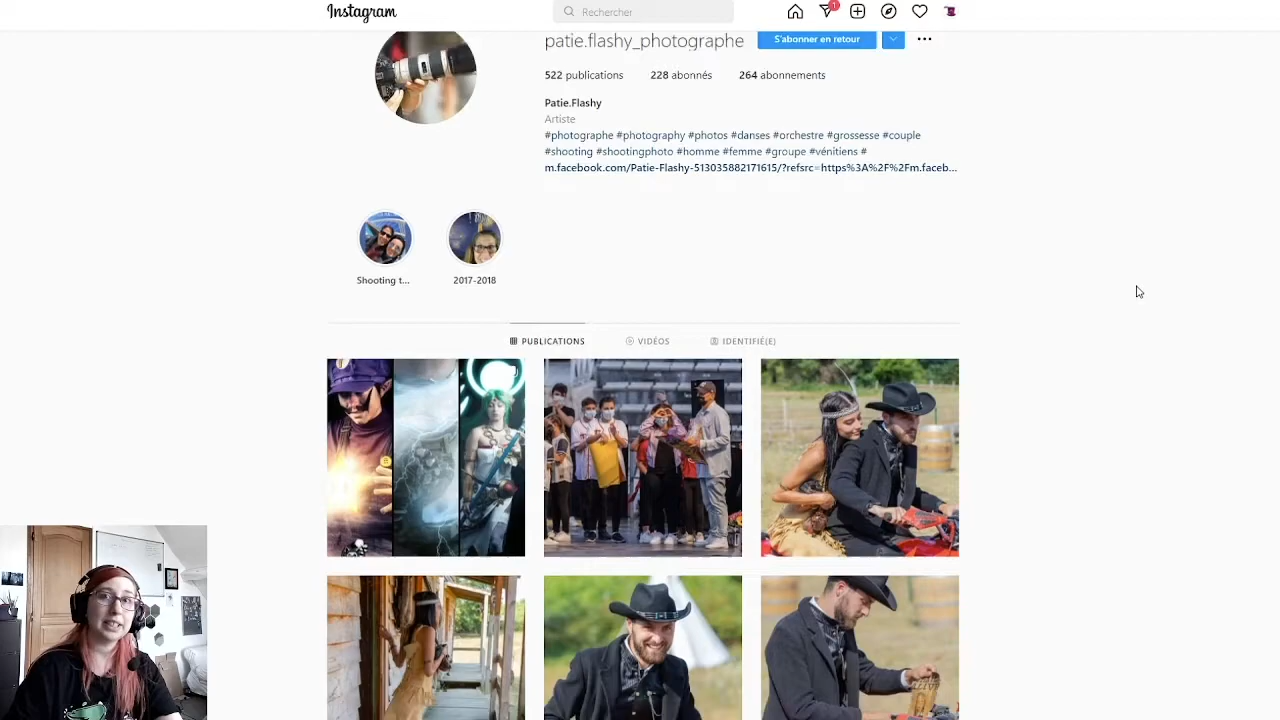 Instagram
Rechercher
1
patie.flashy_photographe
S'abonner en retour
522 publications 228 abonnés 264 abonnements
Patie.Flashy
Artiste
#photographe #photography #photos #danses #orchestre #grossesse #couple
#shooting #shootingphoto #homme #femme #groupe #vénitiens #
m.facebook.com/Patie-Flashy-513035882171615/?refsrc=https%3A%2F%2Fm.faceb...
Shooting t... 2017-2018
PUBLICATIONS VIDÉOS IDENTIFIÉ(E)